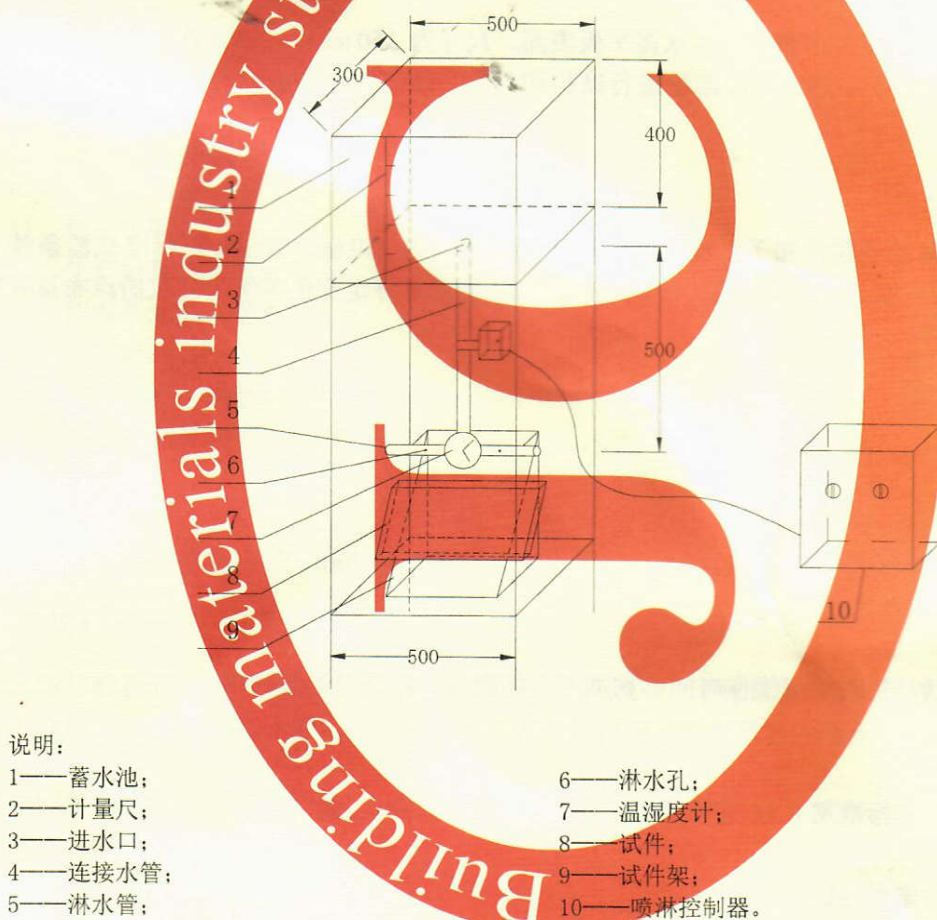 500
300
400
1
2
3
4
500
5
6
7
8
9
10
500
Building materials industry
说明:
1——蓄水池;
2——计量尺;
3——进水口;
4——连接水管;
5——淋水管;
6——淋水孔;
7——温湿度计;
8——试件;
9——试件架;
10——喷淋控制器。